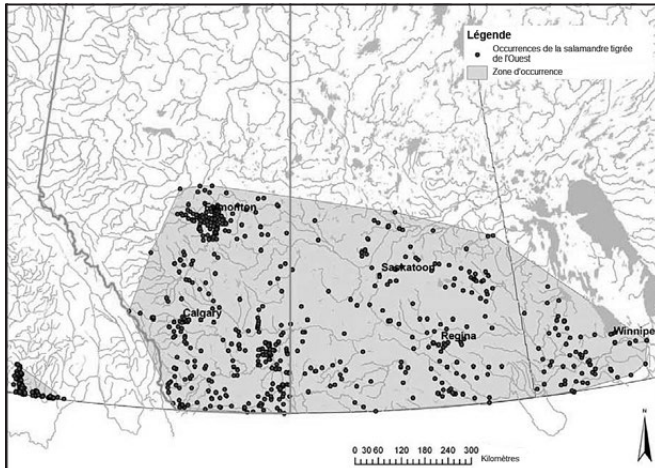 Légende
Occurrences de la salamandre tigrée
de l'Ouest
Zone d'occurrence
Edmonton
Saskatoon
Calgary
Regina
Winnipe
N
0 30 60 120 180 240 300
Kilomètres